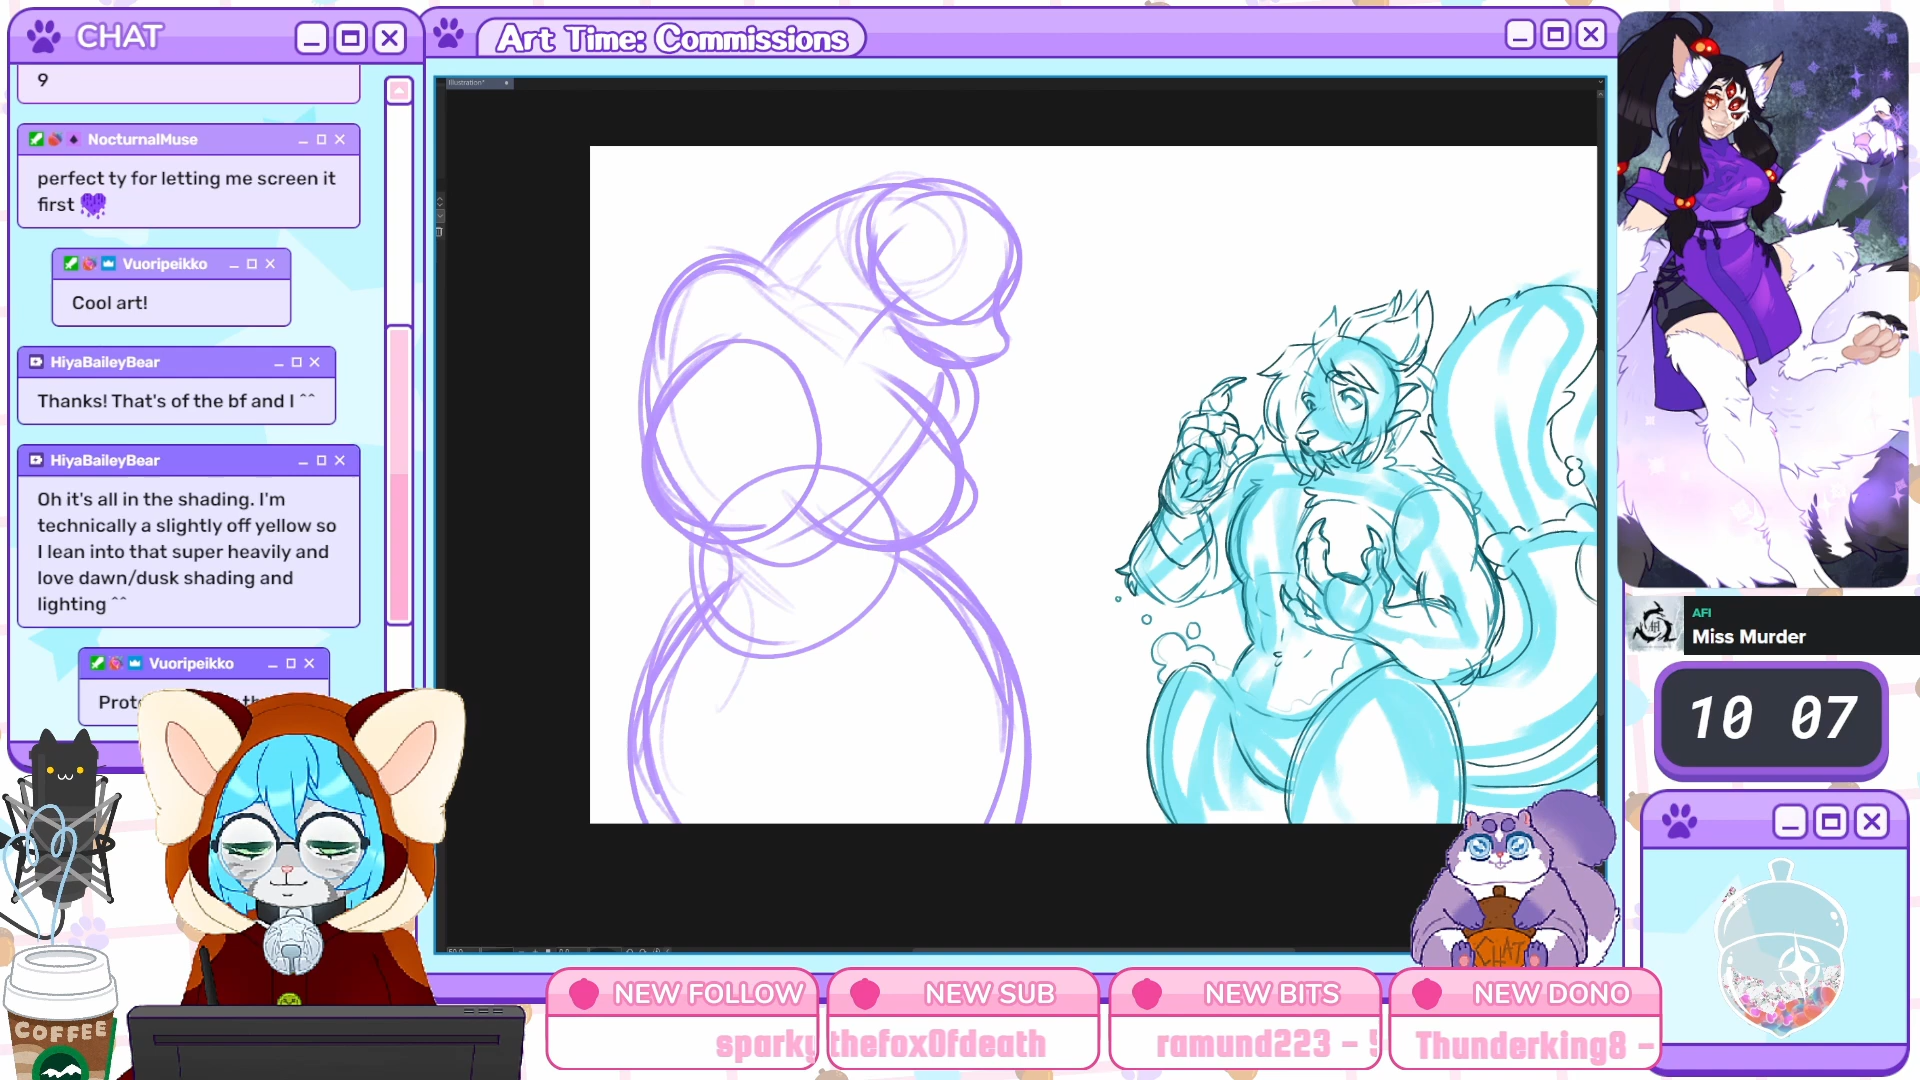 CHAT
9
NocturnalMuse
perfect ty for letting me screen it
first
Vuoripeikko
Cool art!
HiyaBaileyBear
Thanks! That's of the bf and I ^^
HiyaBaileyBear
Oh it's all in the shading. I'm
technically a slightly off yellow so
I lean into that super heavily and
love dawn/dusk shading and
lighting ^^
Vuoripeikko
Art Time: Commissions
Illustration*
AFI
Miss Murder
10 07
CHAT
COFFEE
NEW FOLLOW
sparky
NEW SUB
thefox0fdeath
NEW BITS
ramund223 -
NEW DONO
Thunderking8 -